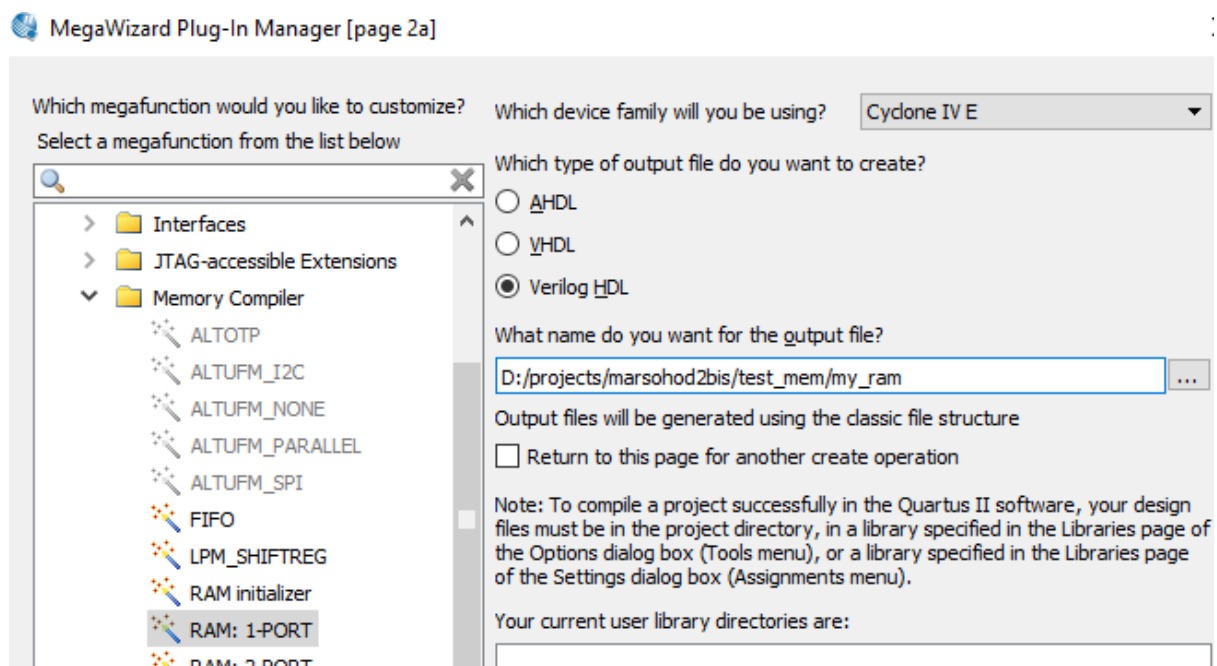 MegaWizard Plug-In Manager [page 2a]
Which megafunction would you like to customize?
Select a megafunction from the list below
Interfaces
JTAG-accessible Extensions
Memory Compiler
ALTOTP
ALTUFM_I2C
ALTUFM_NONE
ALTUFM_PARALLEL
ALTUFM_SPI
FIFO
LPM_SHIFTREG
RAM initializer
RAM: 1-PORT
RAM: 2-PORT
Which device family will you be using?
Cyclone IV E
Which type of output file do you want to create?
AHDL
VHDL
Verilog HDL
What name do you want for the output file?
D:/projects/marsohod2bis/test_mem/my_ram
...
Output files will be generated using the classic file structure
Return to this page for another create operation
Note: To compile a project successfully in the Quartus II software, your design
files must be in the project directory, in a library specified in the Libraries page of
the Options dialog box (Tools menu), or a library specified in the Libraries page
of the Settings dialog box (Assignments menu).
Your current user library directories are: